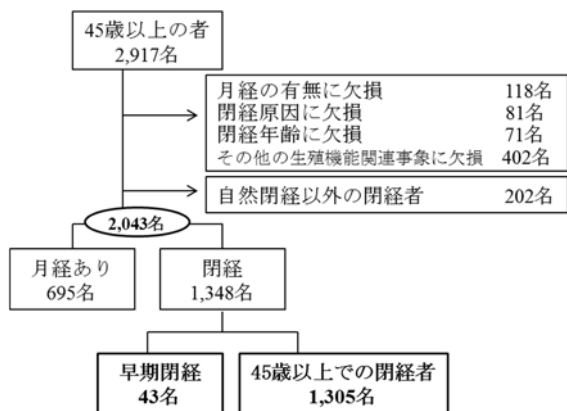 45歳以上の者
2,917名
月経の有無に欠損 118名
閉経原因に欠損 81名
閉経年齢に欠損 71名
その他の生殖機能関連事象に欠損 402名
自然閉経以外の閉経者 202名
2,043名
月経あり
695名
閉経
1,348名
早期閉経
43名
45歳以上での閉経者
1,305名